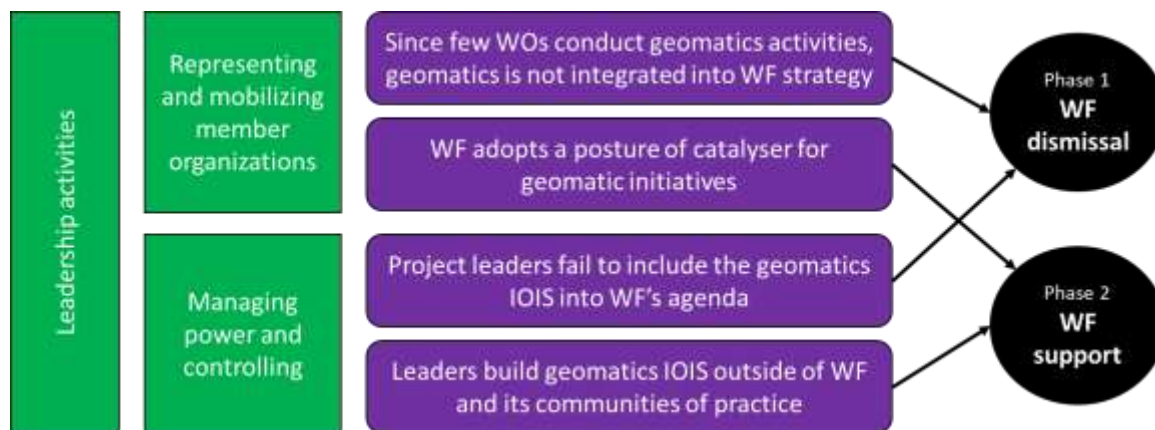 Leadership activities
Representing
and mobilizing
member
organizations
Managing
power and
controlling
Since few WOs conduct geomatics activities,
geomatics is not integrated into WF strategy
WF adopts a posture of catalyser for
geomatic initiatives
Project leaders fail to include the geomatics
IOIS into WF's agenda
Leaders build geomatics IOIS outside of WF
and its communities of practice
Phase 1
WF
dismissal
Phase 2
WF
support